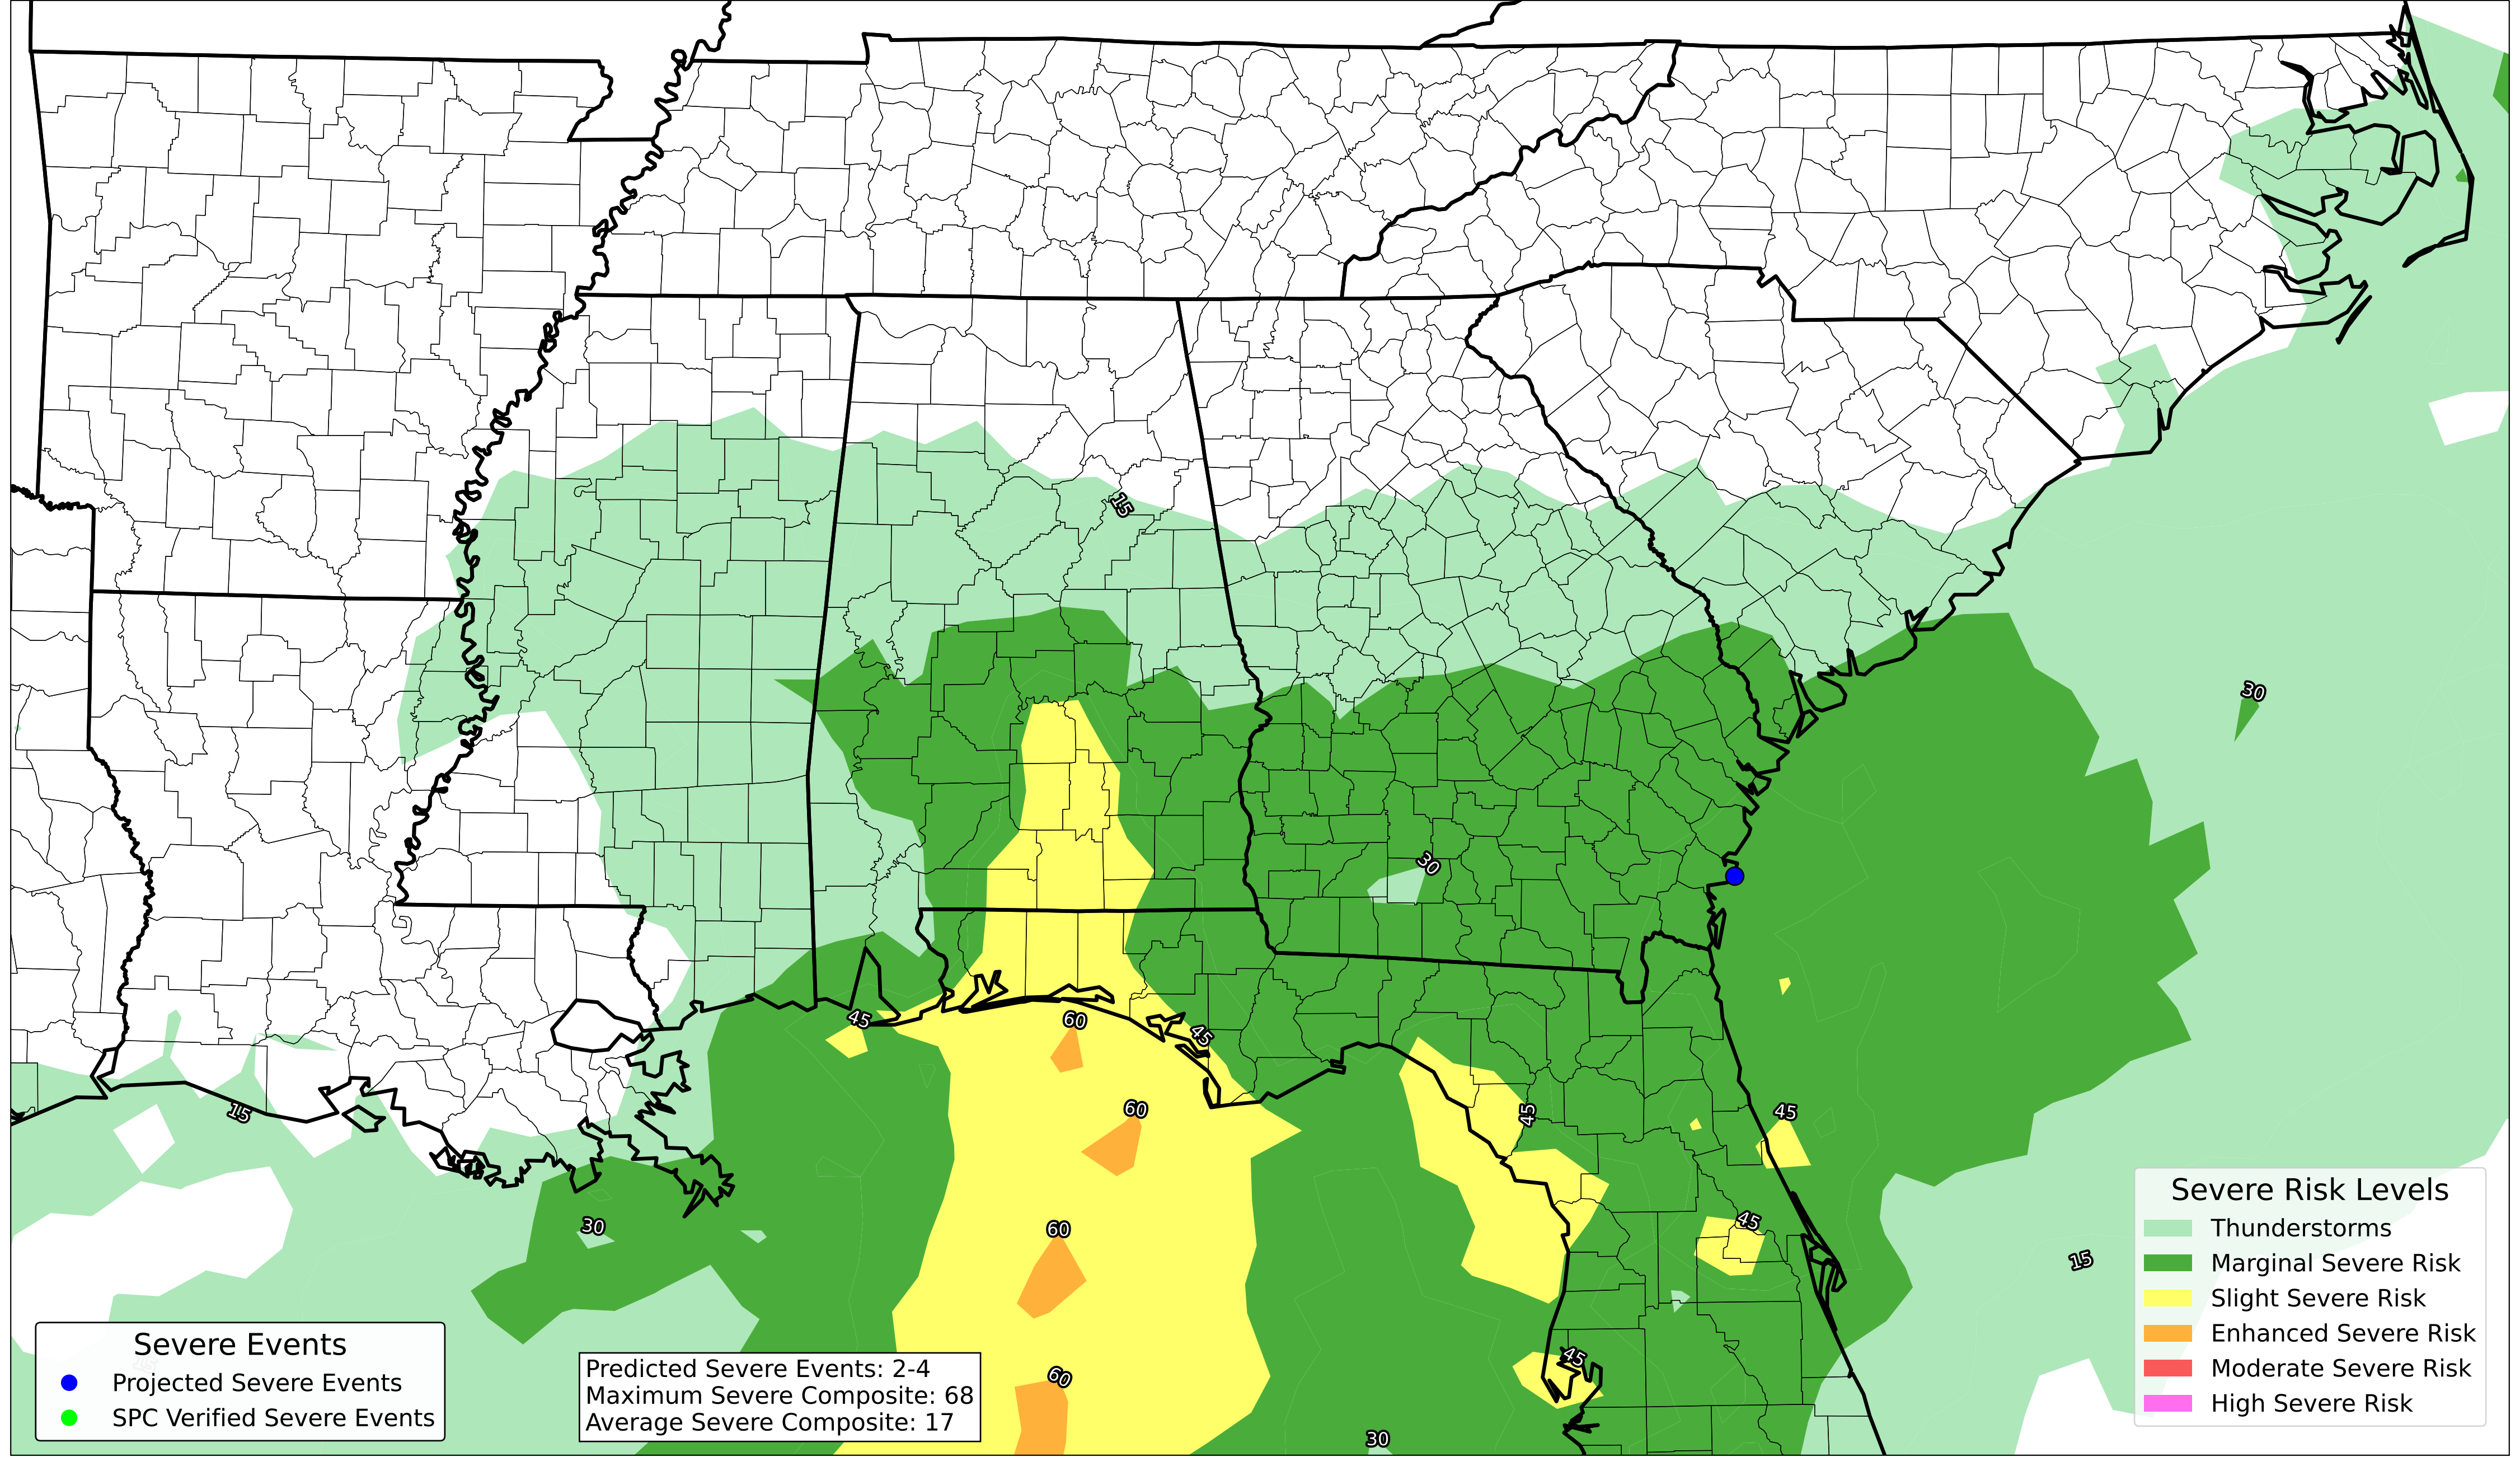 15
30
30
45
60
45
60
45
45
15
30
60
45
15
45
60
30
Severe Risk Levels
Thunderstorms
Marginal Severe Risk
Slight Severe Risk
Enhanced Severe Risk
Moderate Severe Risk
High Severe Risk
Severe Events
Projected Severe Events
SPC Verified Severe Events
Predicted Severe Events: 2-4
Maximum Severe Composite: 68
Average Severe Composite: 17